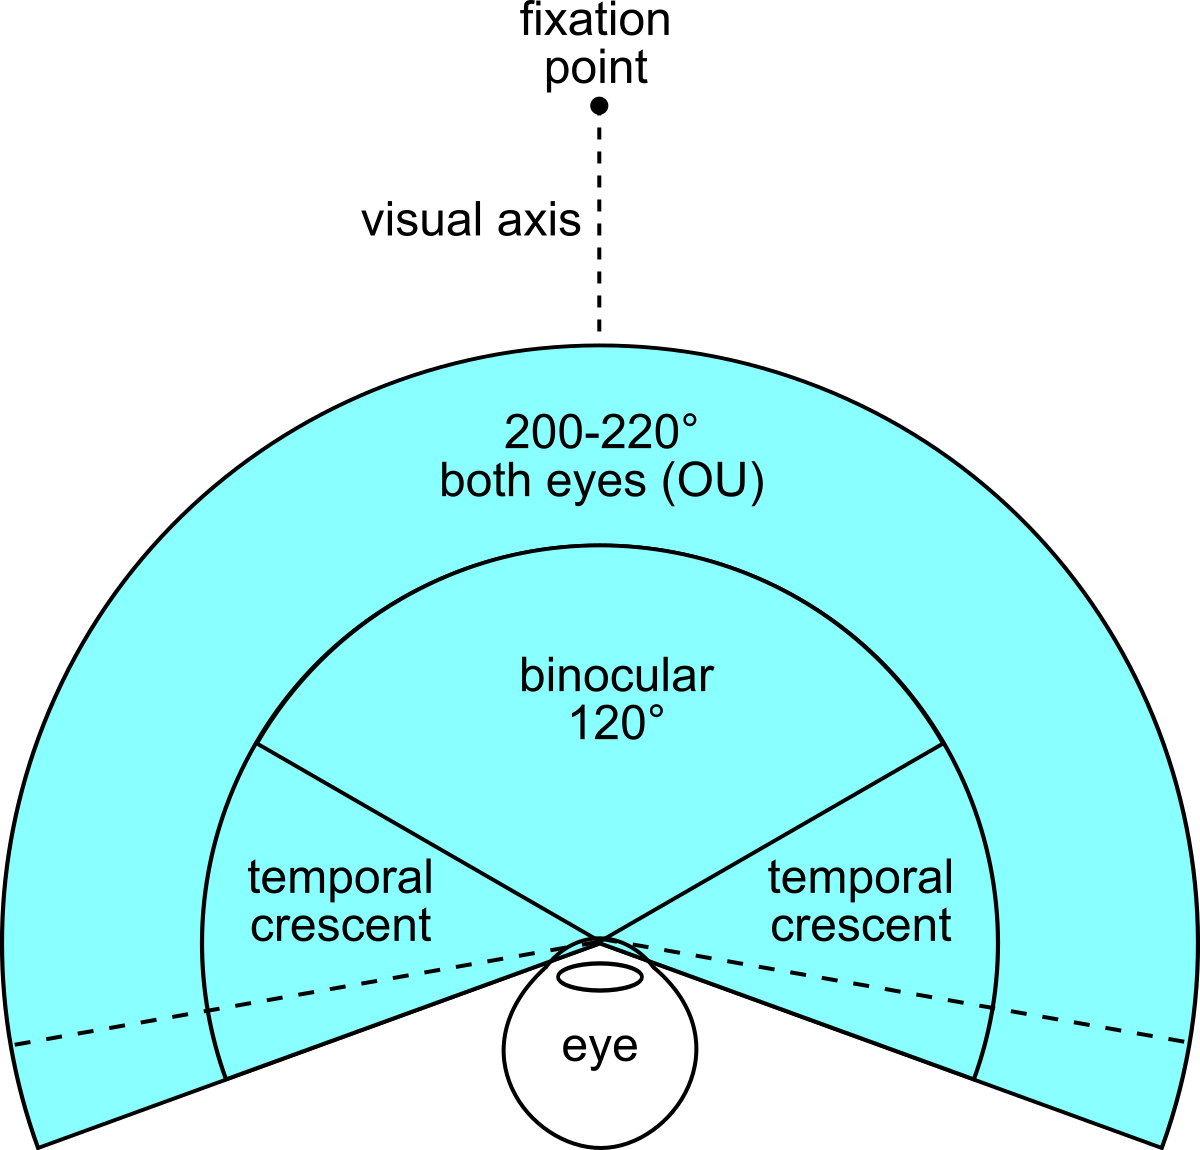 fixation
point
visual axis
200-220°
both eyes (OU)
binocular
120°
temporal
crescent
temporal
crescent
eye